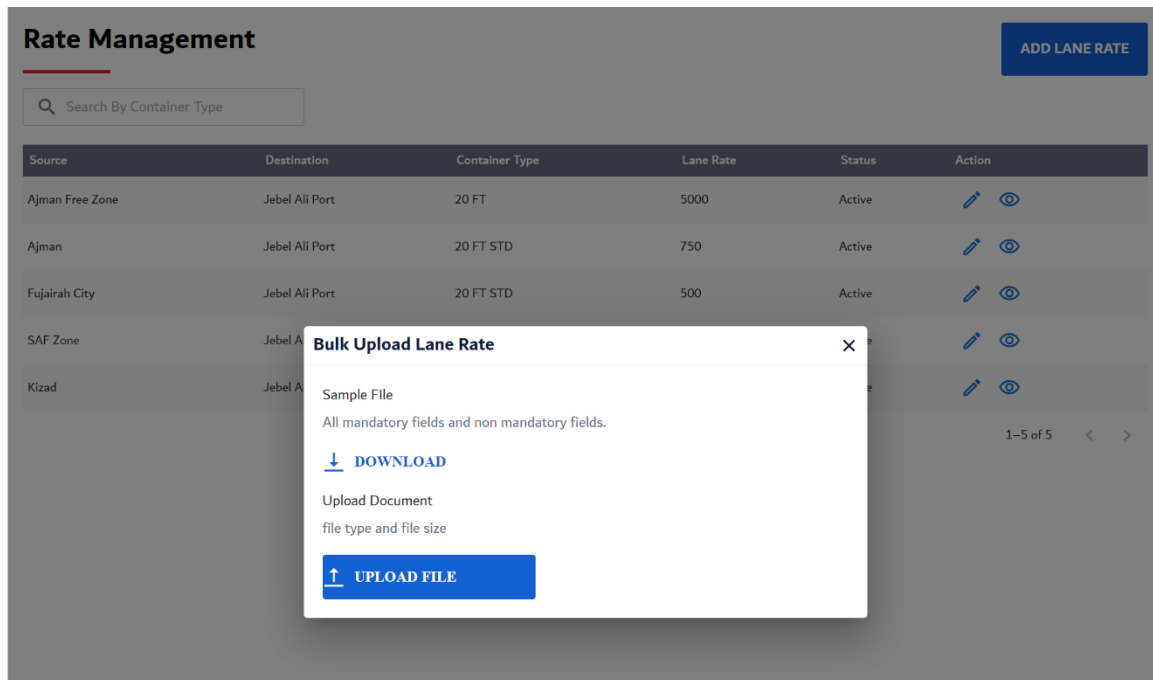 Rate Management
ADD LANE RATE
Search By Container Type
Source Destination Container Type Lane Rate Status Action
Ajman Free Zone Jebel Ali Port 20 FT 5000 Active
Ajman Jebel Ali Port 20 FT STD 750 Active
Fujairah City Jebel Ali Port 20 FT STD 500 Active
SAF Zone Jebel A e
Kizad Jebel A e
1–5 of 5
Bulk Upload Lane Rate
Sample FIle
All mandatory fields and non mandatory fields.
DOWNLOAD
Upload Document
file type and file size
UPLOAD FILE